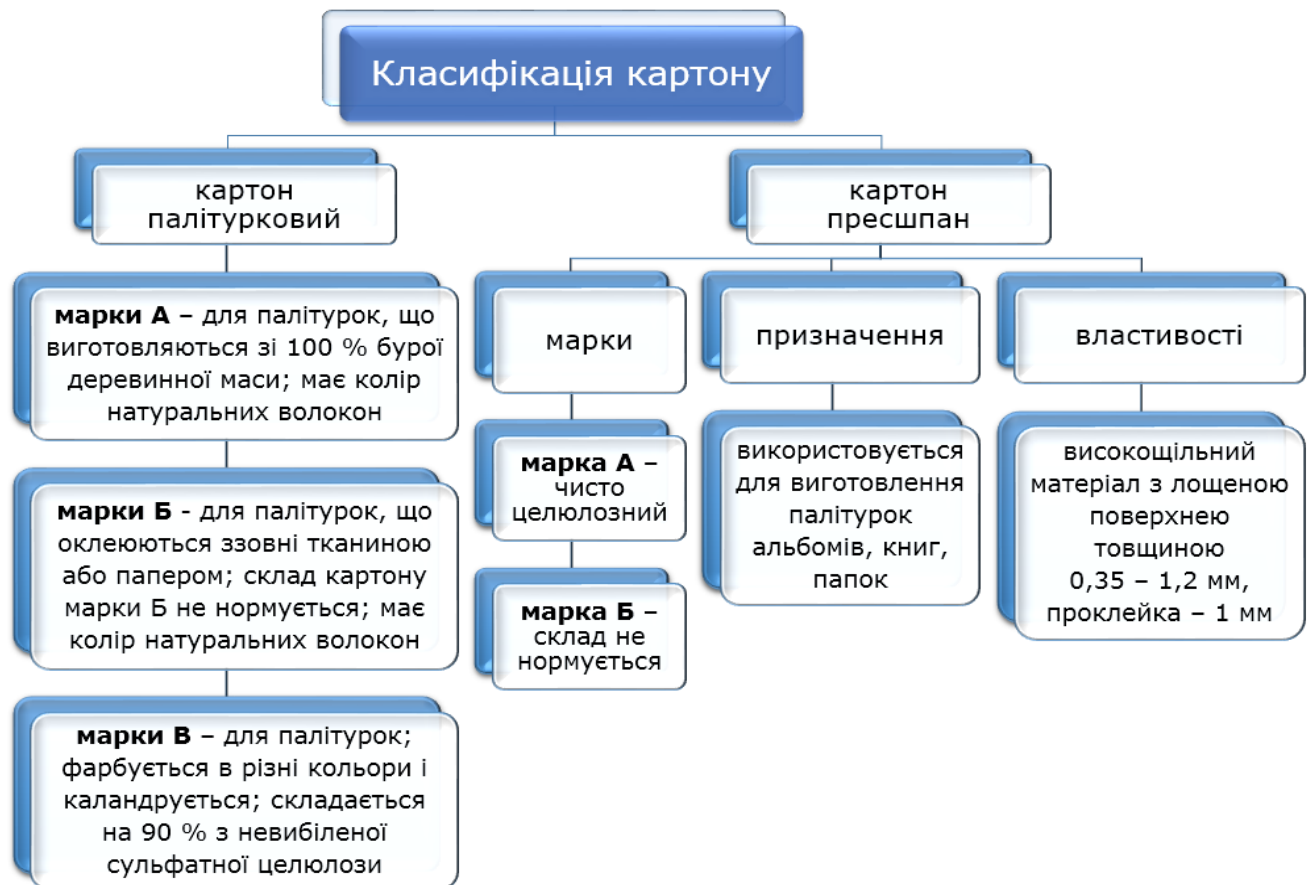 Класифікація картону
картон
палітурковий
марки А – для палітурок, що
виготовляються зі 100 % бурої
деревинної маси; має колір
натуральних волокон
марки Б - для палітурок, що
оклеюються ззовні тканиною
або папером; склад картону
марки Б не нормується; має
колір натуральних волокон
марки В – для палітурок;
фарбується в різні кольори і
каландрується; складається
на 90 % з невибіленої
сульфатної целюлози
картон
пресшпан
марки
марка А –
чисто
целюлозний
марка Б –
склад не
нормується
призначення
використовується
для виготовлення
палітурок
альбомів, книг,
папок
властивості
високощільний
матеріал з лощеною
поверхнею
товщиною
0,35 – 1,2 мм,
проклейка – 1 мм